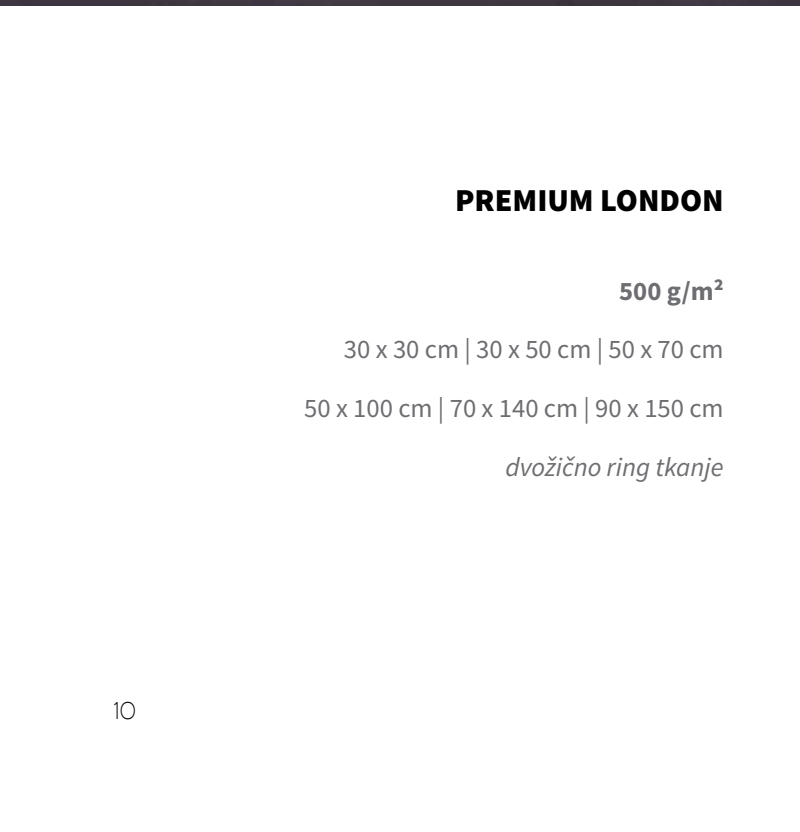 PREMIUM LONDON
500 g/m²
30 x 30 cm | 30 x 50 cm | 50 x 70 cm
50 x 100 cm | 70 x 140 cm | 90 x 150 cm
dvožično ring tkanje
10